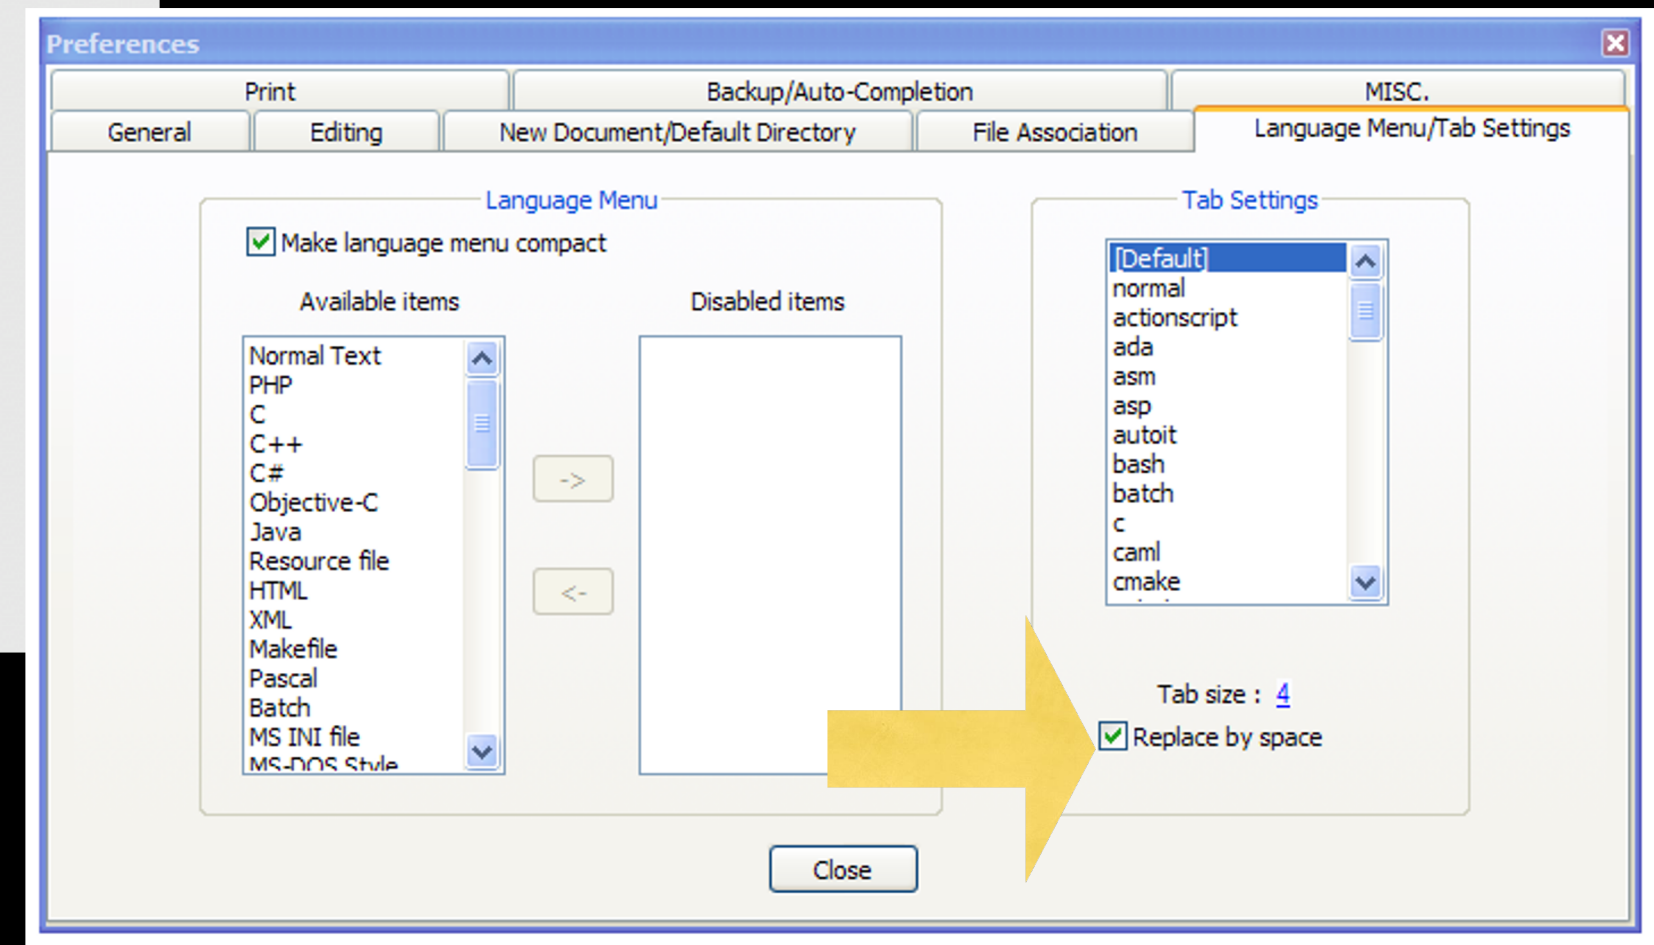 Preferences
Print
Backup/Auto-Completion
MISC.
General
Editing
New Document/Default Directory
File Association
Language Menu/Tab Settings
Language Menu
Make language menu compact
Available items
Disabled items
Normal Text
PHP
C
C++
C#
Objective-C
Java
Resource file
HTML
XML
Makefile
Pascal
Batch
MS INI file
MS-DOS Style
->
<-
Tab Settings
[Default]
normal
actionscript
ada
asm
asp
autoit
bash
batch
c
caml
cmake
Tab size : 4
Replace by space
Close